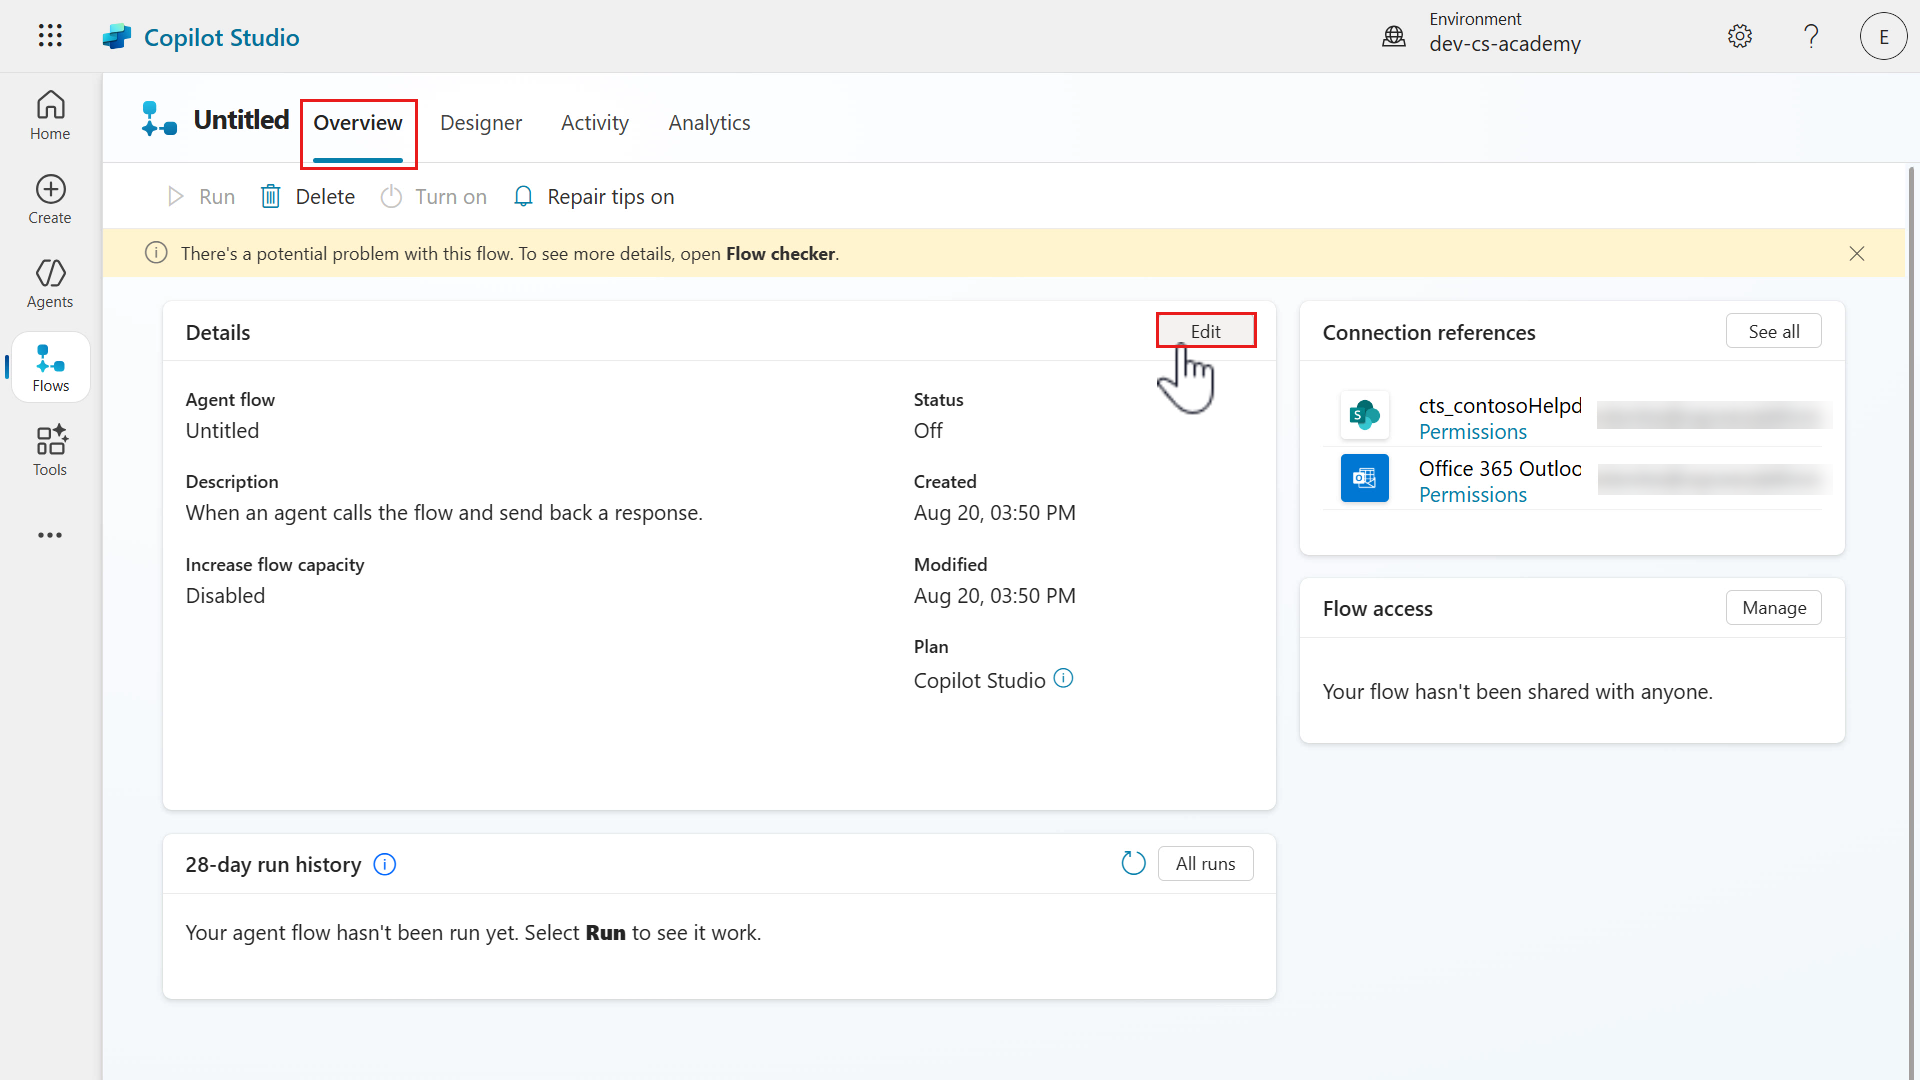 Copilot Studio
Environment
dev-cs-academy
E
Home
Create
Agents
Flows
Tools
Untitled
Overview
Designer
Activity
Analytics
Run
Delete
Turn on
Repair tips on
There's a potential problem with this flow. To see more details, open Flow checker.
Details
Edit
Agent flow
Untitled
Description
When an agent calls the flow and send back a response.
Increase flow capacity
Disabled
Status
Off
Created
Aug 20, 03:50 PM
Modified
Aug 20, 03:50 PM
Plan
Copilot Studio
Connection references
See all
cts_contosoHelpd
Permissions
Office 365 Outloo
Permissions
Flow access
Manage
Your flow hasn't been shared with anyone.
28-day run history
All runs
Your agent flow hasn't been run yet. Select Run to see it work.